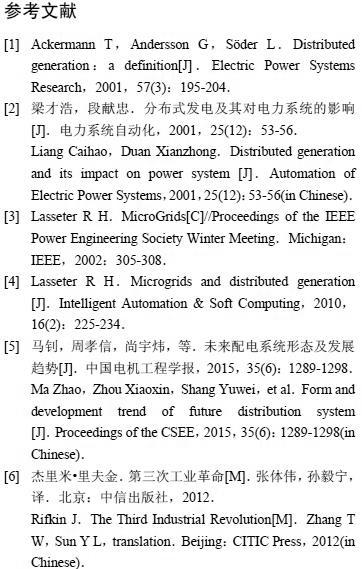 参考文献
[1] Ackermann T，Andersson G，Söder L．Distributed
generation：a definition[J]．Electric Power Systems
Research，2001，57(3)：195-204．
[2] 梁才浩，段献忠．分布式发电及其对电力系统的影响
[J]．电力系统自动化，2001，25(12)：53-56．
Liang Caihao，Duan Xianzhong．Distributed generation
and its impact on power system [J]．Automation of
Electric Power Systems，2001，25(12)：53-56(in Chinese)．
[3] Lasseter R H．MicroGrids[C]//Proceedings of the IEEE
Power Engineering Society Winter Meeting．Michigan：
IEEE，2002：305-308．
[4] Lasseter R H．Microgrids and distributed generation
[J]．Intelligent Automation & Soft Computing，2010，
16(2)：225-234．
[5] 马钊，周孝信，尚宇炜，等．未来配电系统形态及发展
趋势[J]．中国电机工程学报，2015，35(6)：1289-1298．
Ma Zhao，Zhou Xiaoxin，Shang Yuwei，et al．Form and
development trend of future distribution system
[J]．Proceedings of the CSEE，2015，35(6)：1289-1298(in
Chinese)．
[6] 杰里米•里夫金．第三次工业革命[M]．张体伟，孙毅宁，
译．北京：中信出版社，2012．
Rifkin J．The Third Industrial Revolution[M]．Zhang T
W，Sun Y L，translation．Beijing：CITIC Press，2012(in
Chinese)．